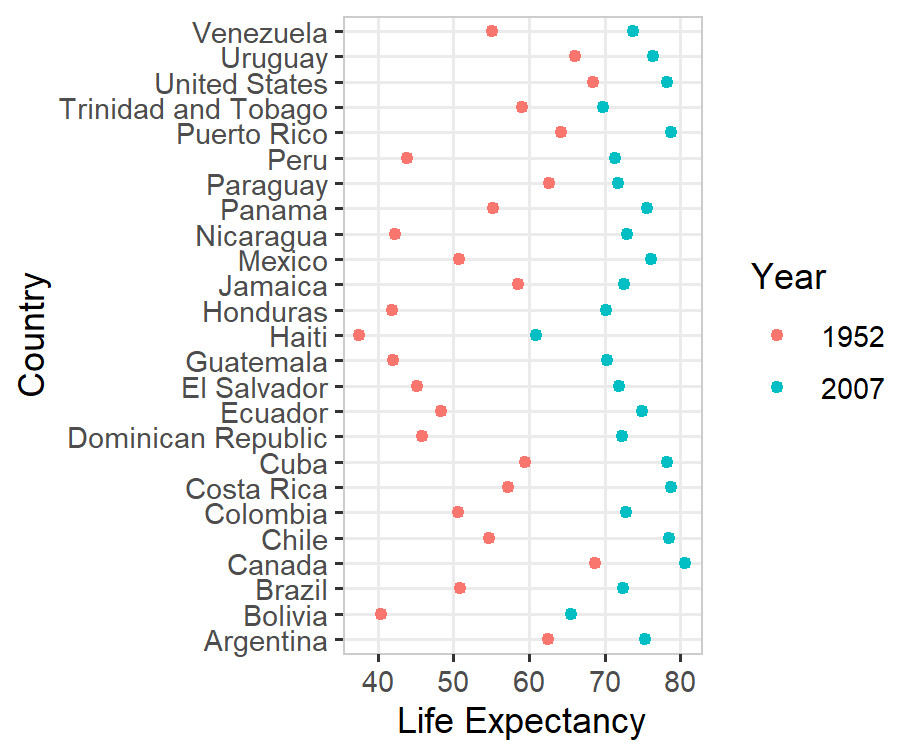 Venezuela
Uruguay
United States
Trinidad and Tobago
Puerto Rico
Peru
Paraguay
Panama
Nicaragua
Mexico
Jamaica
Honduras
Haiti
Guatemala
El Salvador
Ecuador
Dominican Republic
Cuba
Costa Rica
Colombia
Chile
Canada
Brazil
Bolivia
Argentina
Country
40 50 60 70 80
Life Expectancy
Year
1952
2007